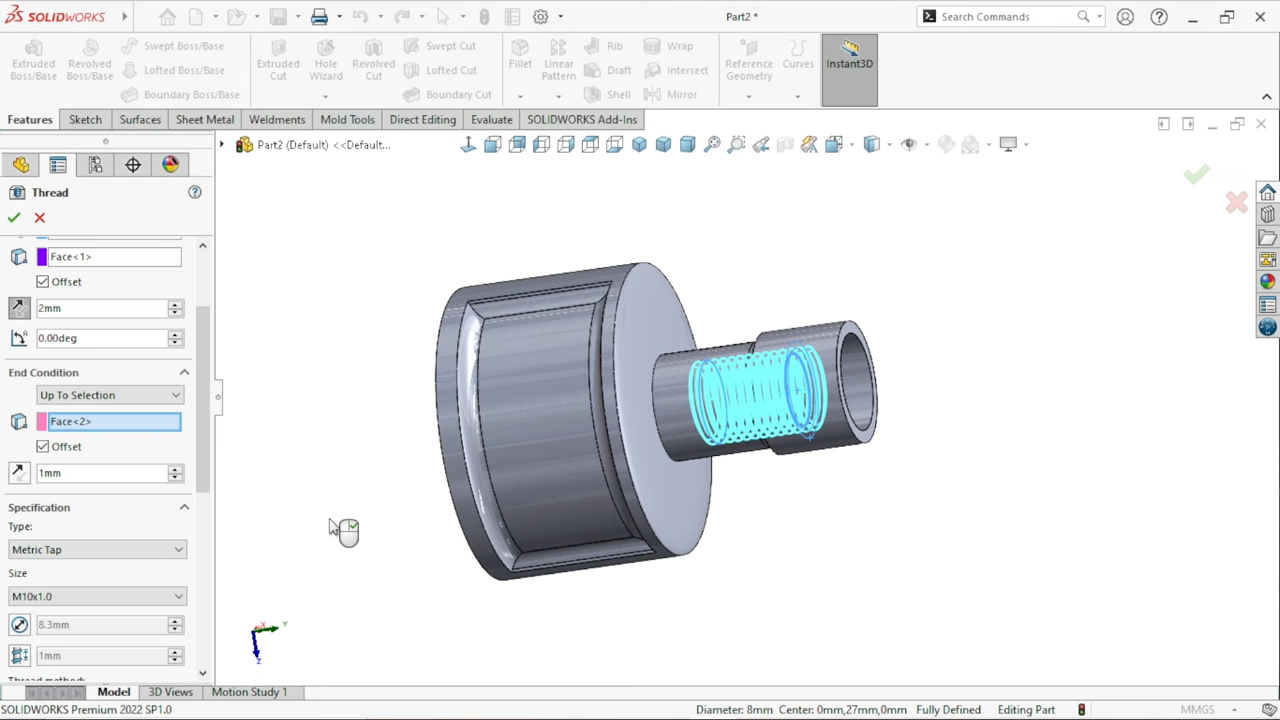 SOLIDWORKS
Part2 *
Search Commands
Extruded Boss/Base
Revolved Boss/Base
Swept Boss/Base
Lofted Boss/Base
Boundary Boss/Base
Extruded Cut
Hole Wizard
Revolved Cut
Swept Cut
Lofted Cut
Boundary Cut
Fillet
Linear Pattern
Rib
Draft
Shell
Wrap
Intersect
Mirror
Reference Geometry
Curves
Instant3D
Features
Sketch
Surfaces
Sheet Metal
Weldments
Mold Tools
Direct Editing
Evaluate
SOLIDWORKS Add-Ins
Part2 (Default) <<Default...
Thread
Face<1>
Offset
2mm
0.00deg
End Condition
Up To Selection
Face<2>
Offset
1mm
Specification
Type:
Metric Tap
Size
M10x1.0
8.3mm
1mm
X
Y
Z
Model
3D Views
Motion Study 1
SOLIDWORKS Premium 2022 SP1.0
Diameter: 8mm Center: 0mm,27mm,0mm
Fully Defined
Editing Part
MMGS